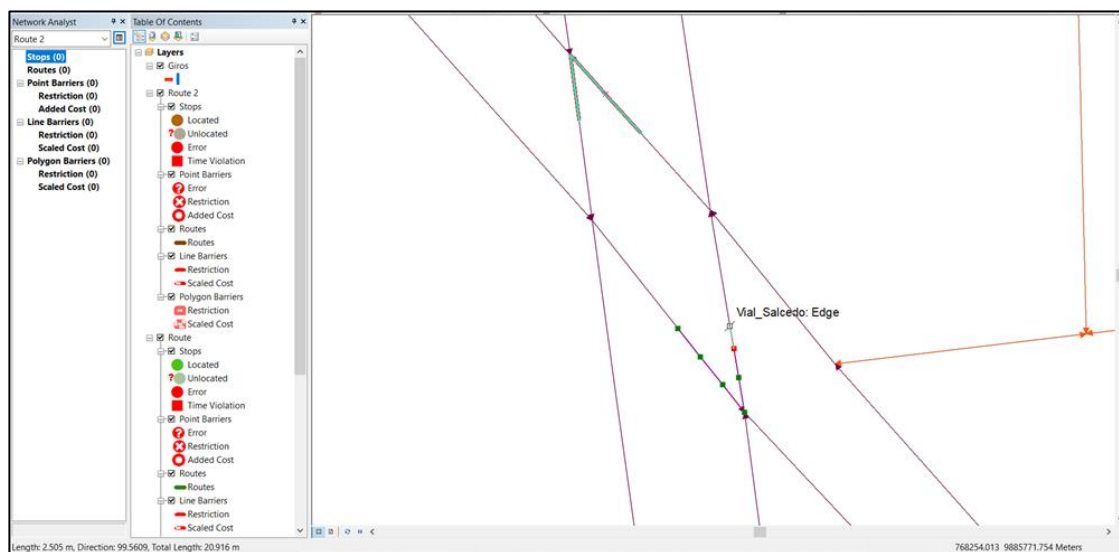 Network Analyst
Route 2
Stops (0)
Routes (0)
Point Barriers (0)
Restriction (0)
Added Cost (0)
Line Barriers (0)
Restriction (0)
Scaled Cost (0)
Polygon Barriers (0)
Restriction (0)
Scaled Cost (0)
Table Of Contents
Layers
Giros
Route 2
Stops
Located
Unlocated
Error
Time Violation
Point Barriers
Error
Restriction
Added Cost
Routes
Routes
Line Barriers
Restriction
Scaled Cost
Polygon Barriers
Restriction
Scaled Cost
Route
Stops
Located
Unlocated
Error
Time Violation
Point Barriers
Error
Restriction
Added Cost
Routes
Routes
Line Barriers
Restriction
Scaled Cost
Vial_Salcedo: Edge
Length: 2.505 m, Direction: 99.5609, Total Length: 20.916 m
768254.013 9885771.754 Meters